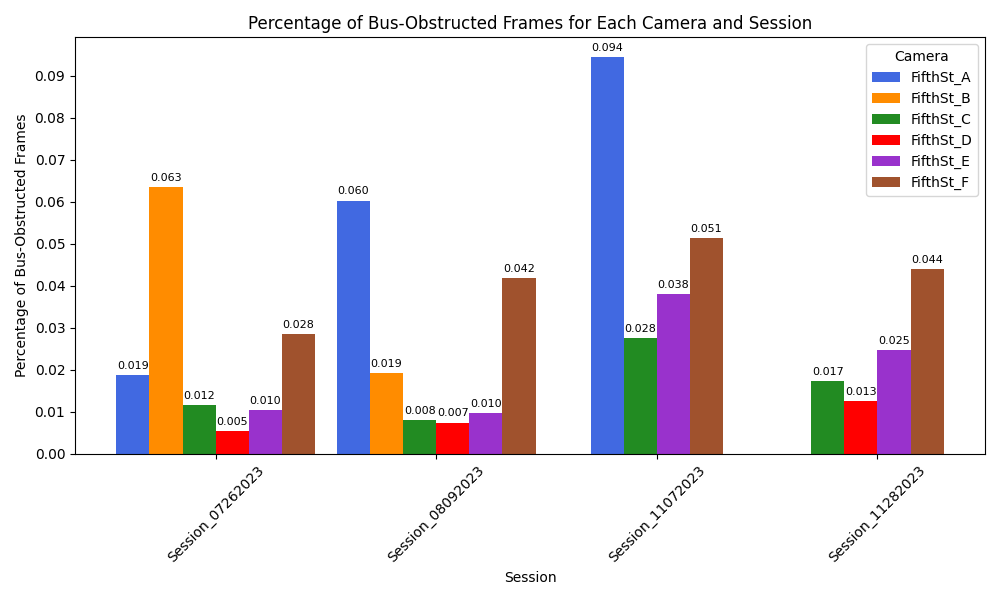 Percentage of Bus-Obstructed Frames for Each Camera and Session
Percentage of Bus-Obstructed Frames
0.09
0.08
0.07
0.06
0.05
0.04
0.03
0.02
0.01
0.00
0.019
0.063
0.012
0.005
0.010
0.028
0.060
0.019
0.008
0.007
0.010
0.042
0.094
0.028
0.038
0.051
0.017
0.013
0.025
0.044
Camera
FifthSt_A
FifthSt_B
FifthSt_C
FifthSt_D
FifthSt_E
FifthSt_F
Session_07262023
Session_08092023
Session_11072023
Session_11282023
Session